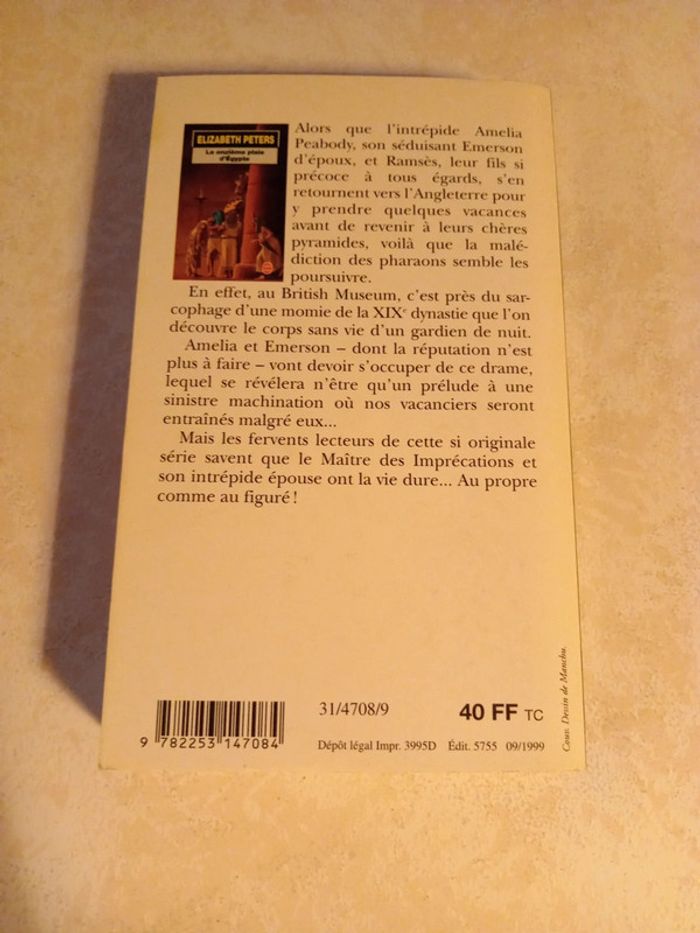 ELIZABETH PETERS
La onzième plaie
d'Égypte
Alors que l'intrépide Amelia
Peabody, son séduisant Emerson
d'époux, et Ramsès, leur fils si
précoce à tous égards, s'en
retournent vers l'Angleterre pour
y prendre quelques vacances
avant de revenir à leurs chères
pyramides, voilà que la malé-
diction des pharaons semble les
poursuivre.
En effet, au British Museum, c'est près du sar-
cophage d'une momie de la XIXe dynastie que l'on
découvre le corps sans vie d'un gardien de nuit.
Amelia et Emerson – dont la réputation n'est
plus à faire – vont devoir s'occuper de ce drame,
lequel se révélera n'être qu'un prélude à une
sinistre machination où nos vacanciers seront
entraînés malgré eux...
Mais les fervents lecteurs de cette si originale
série savent que le Maître des Imprécations et
son intrépide épouse ont la vie dure... Au propre
comme au figuré !
31/4708/9
40 FF TC
9 782253 147084
Dépôt légal Impr. 3995D Édit. 5755 09/1999
Couv. Dessin de Manchu.